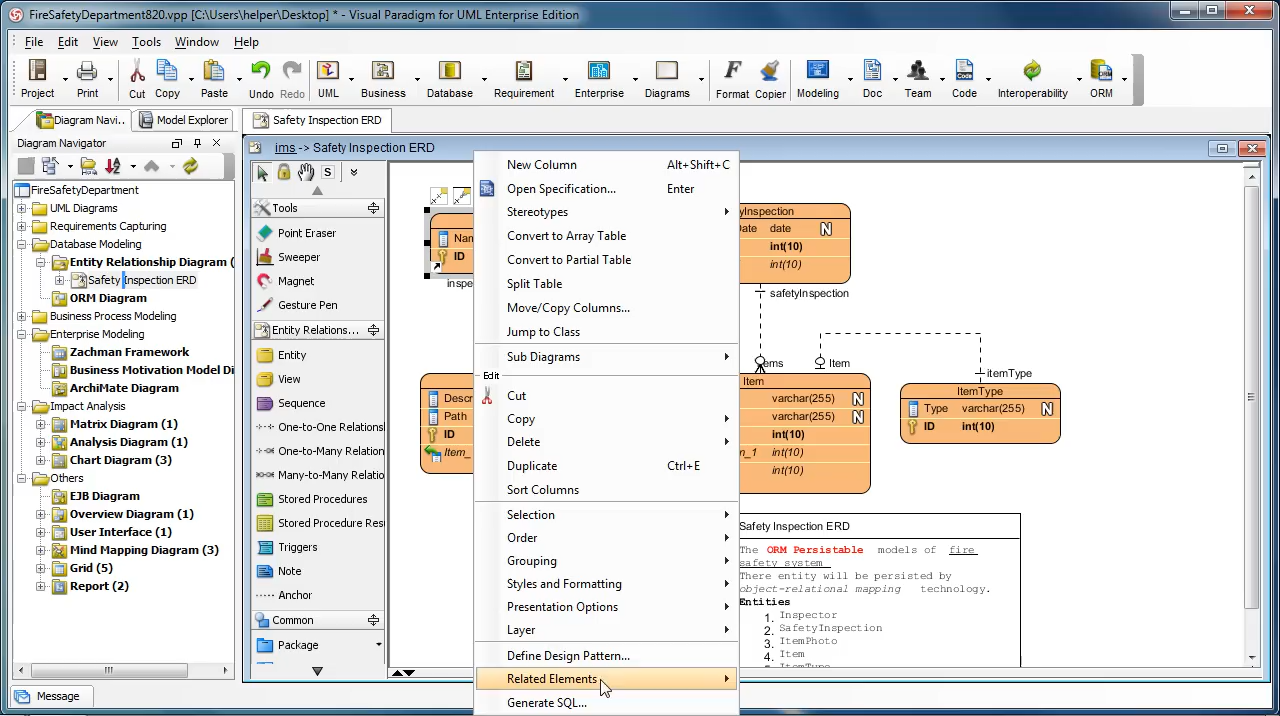 FireSafetyDepartment820.vpp [C:\Users\helper\Desktop] * - Visual Paradigm for UML Enterprise Edition
File Edit View Tools Window Help
Project Print Cut Copy Paste Undo Redo UML Business Database Requirement Enterprise Diagrams Format Copier Modeling Doc Team Code Interoperability ORM
Diagram Navi.. Model Explorer
Diagram Navigator
FireSafetyDepartment
UML Diagrams
Requirements Capturing
Database Modeling
Entity Relationship Diagram (
Safety Inspection ERD
ORM Diagram
Business Process Modeling
Enterprise Modeling
Zachman Framework
Business Motivation Model Di
ArchiMate Diagram
Impact Analysis
Matrix Diagram (1)
Analysis Diagram (1)
Chart Diagram (3)
Others
EJB Diagram
Overview Diagram (1)
User Interface (1)
Mind Mapping Diagram (3)
Grid (5)
Report (2)
Message
Safety Inspection ERD
ims -> Safety Inspection ERD
S
Tools
Point Eraser
Sweeper
Magnet
Gesture Pen
Entity Relations...
Entity
View
Sequence
One-to-One Relations
One-to-Many Relation
Many-to-Many Relatio
Stored Procedures
Stored Procedure Res
Triggers
Note
Anchor
Common
Package
Nan
ID
inspe
Descr
Path
ID
Item_
New Column Alt+Shift+C
Open Specification... Enter
Stereotypes
Convert to Array Table
Convert to Partial Table
Split Table
Move/Copy Columns...
Jump to Class
Sub Diagrams
Edit
Cut
Copy
Delete
Duplicate Ctrl+E
Sort Columns
Selection
Order
Grouping
Styles and Formatting
Presentation Options
Layer
Define Design Pattern...
Related Elements
Generate SQL...
yInspection
Date date N
int(10)
int(10)
safetyInspection
Items Item
itemType
Item
varchar(255) N
varchar(255) N
int(10)
m_1 int(10)
int(10)
ItemType
Type varchar(255) N
ID int(10)
Safety Inspection ERD
The ORM Persistable models of fire
safety system
There entity will be persisted by
object-relational mapping technology.
Entities
1. Inspector
2. SafetyInspection
3. ItemPhoto
4. Item
ItemType